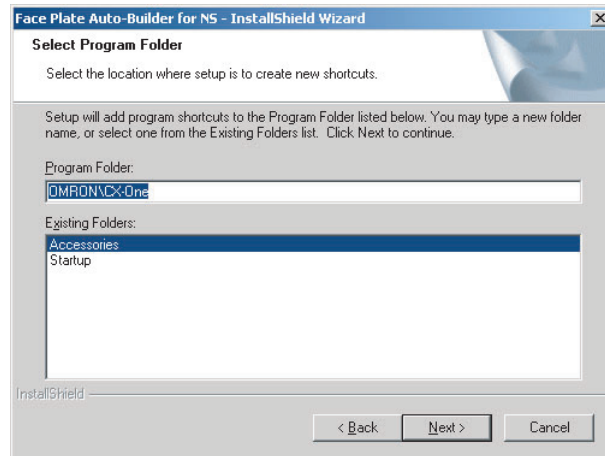 Face Plate Auto-Builder for NS - InstallShield Wizard
Select Program Folder
Select the location where setup is to create new shortcuts.
Setup will add program shortcuts to the Program Folder listed below. You may type a new folder
name, or select one from the Existing Folders list. Click Next to continue.
Program Folder:
OMRON\CX-One
Existing Folders:
Accessories
Startup
InstallShield
< Back Next > Cancel